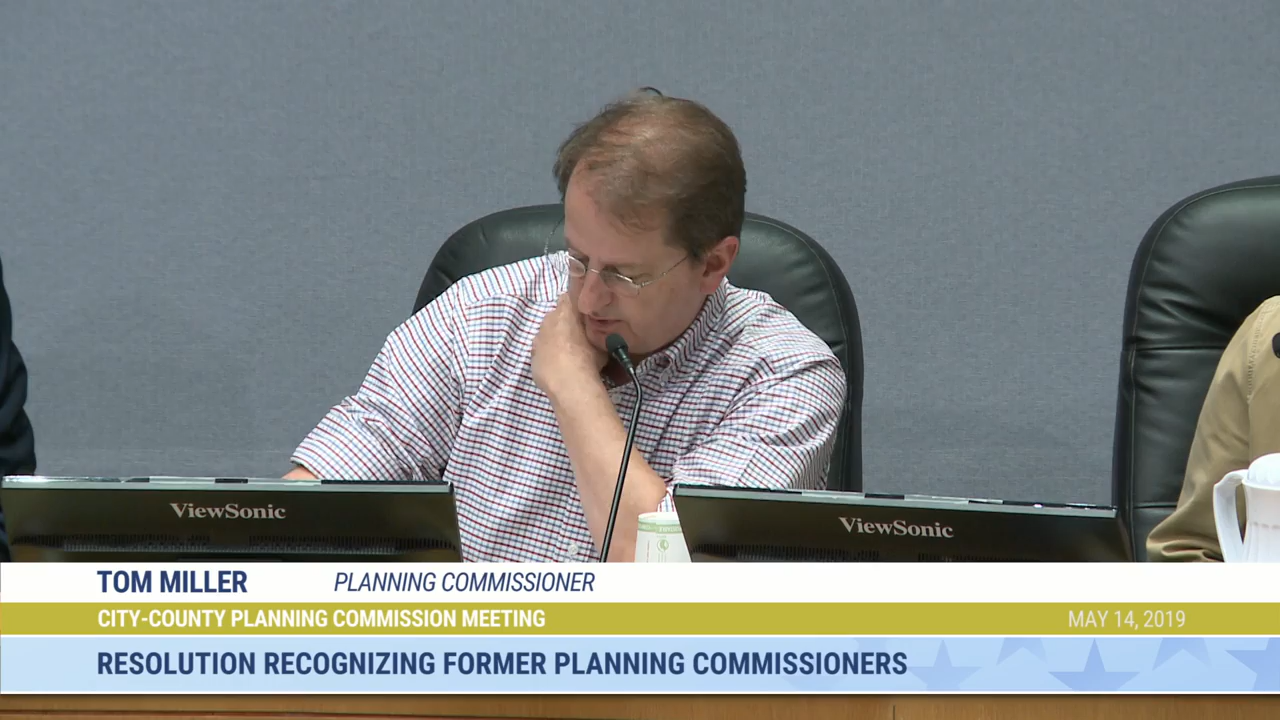 ViewSonic
ViewSonic
TOM MILLER PLANNING COMMISSIONER
CITY-COUNTY PLANNING COMMISSION MEETING MAY 14, 2019
RESOLUTION RECOGNIZING FORMER PLANNING COMMISSIONERS